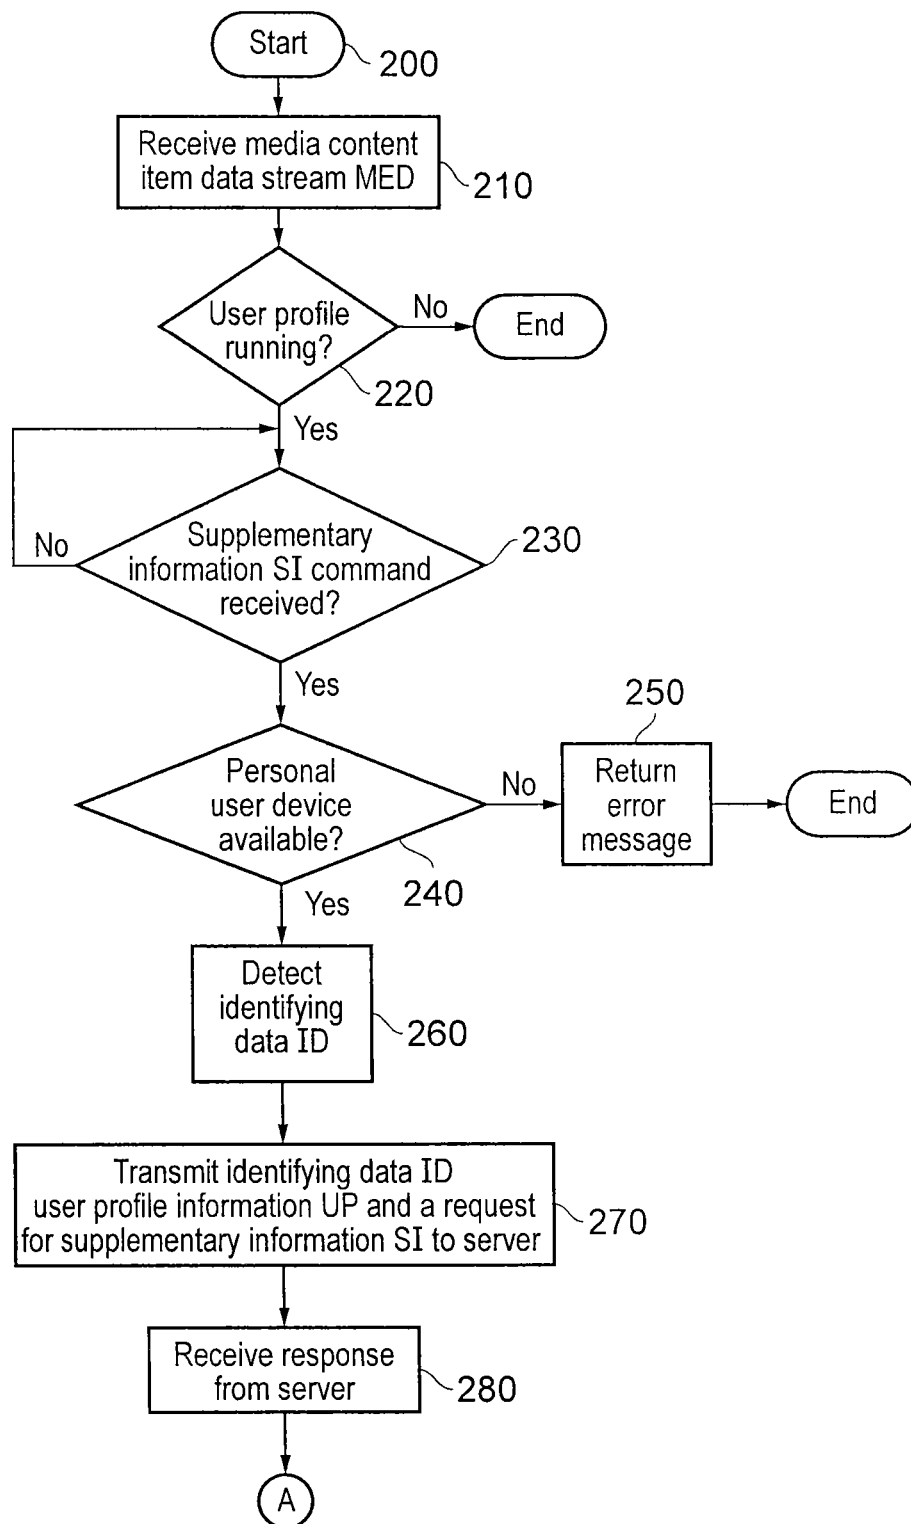 Start
200
Receive media content
item data stream MED
210
User profile
running?
No
End
220
Yes
Supplementary
information SI command
received?
No
230
Yes
250
Personal
user device
available?
No
Return
error
message
End
240
Yes
Detect
identifying
data ID
260
Transmit identifying data ID
user profile information UP and a request
for supplementary information SI to server
270
Receive response
from server
280
A